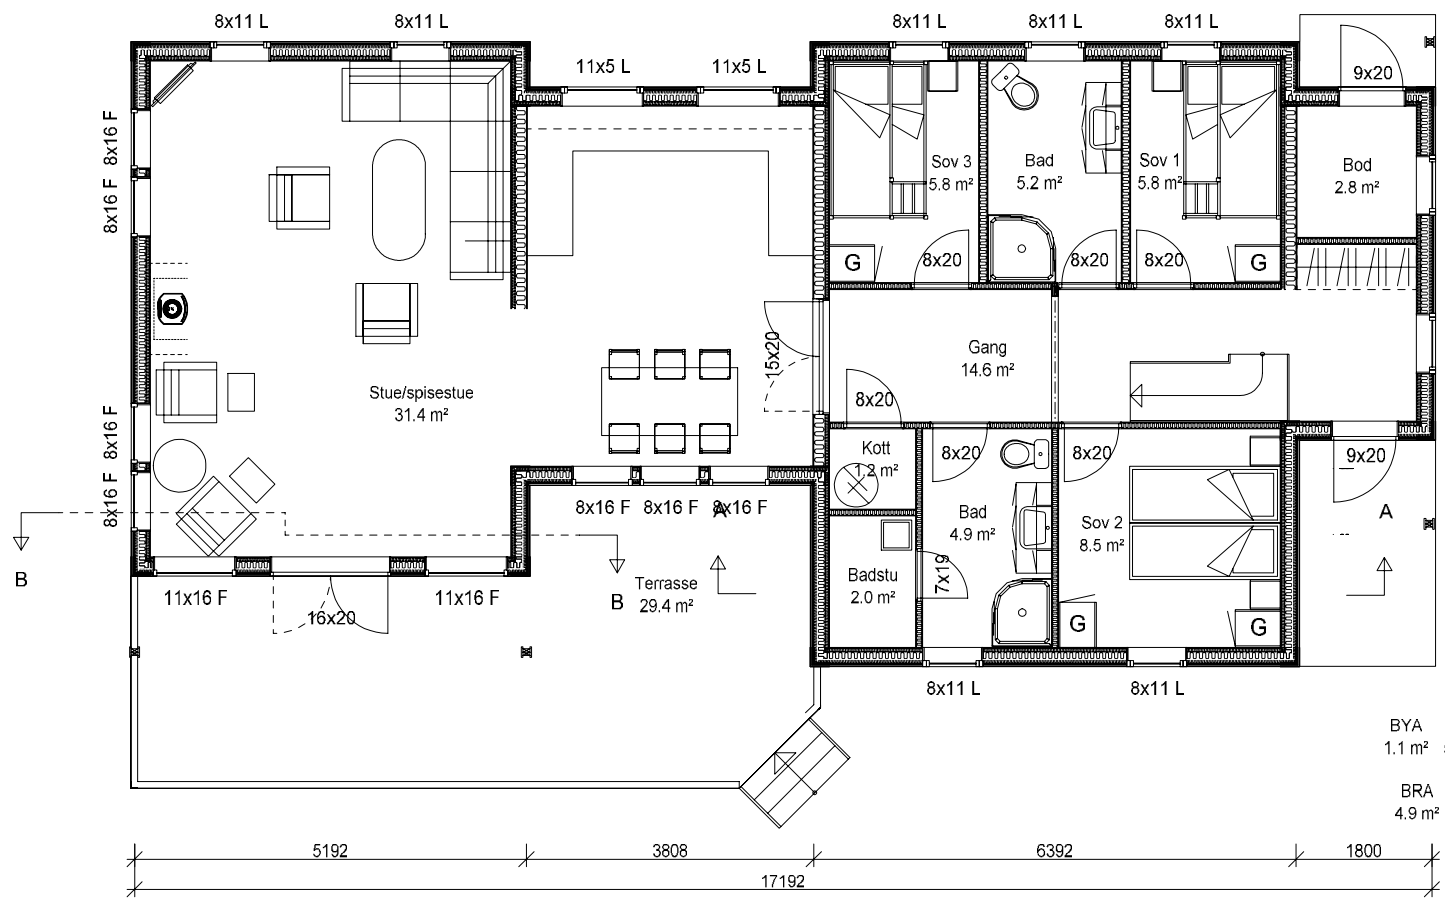 8x11 L
8x11 L
8x11 L
8x11 L
8x11 L
11x5 L
11x5 L
9x20
8x16 F
8x16 F
Sov 3
5.8 m²
Bad
5.2 m²
Sov 1
5.8 m²
Bod
2.8 m²
G
8x20
8x20
8x20
G
15x20
Gang
14.6 m²
Stue/spisestue
31.4 m²
8x20
8x16 F
8x16 F
Kott
1.2 m²
8x20
8x20
9x20
8x16 F
8x16 F
8x16 F
A
Bad
4.9 m²
Sov 2
8.5 m²
A
B
B
Terrasse
29.4 m²
Badstu
2.0 m²
7x19
11x16 F
16x20
11x16 F
G
G
8x11 L
8x11 L
BYA
1.1 m²
BRA
4.9 m²
5192
3808
6392
1800
17192